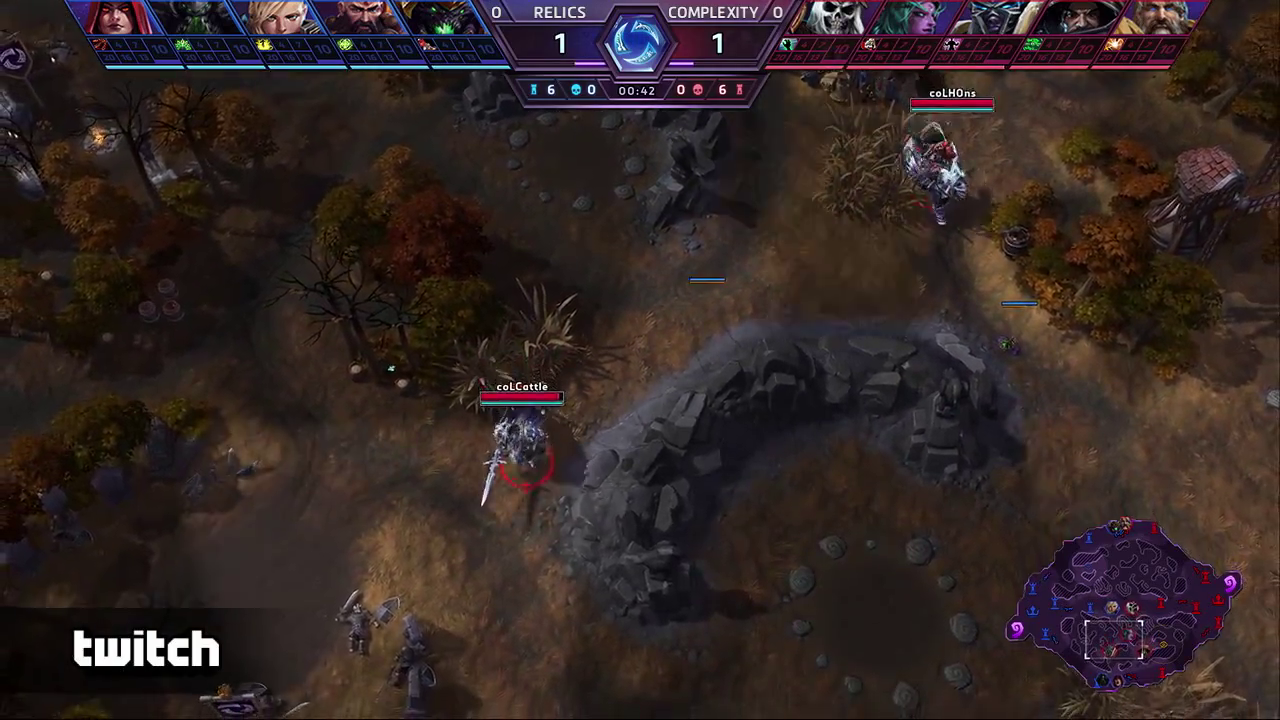 0 RELICS COMPLEXITY 0
1 1
6 0 00:42 0 6
coLHOns
coLCattle
twitch